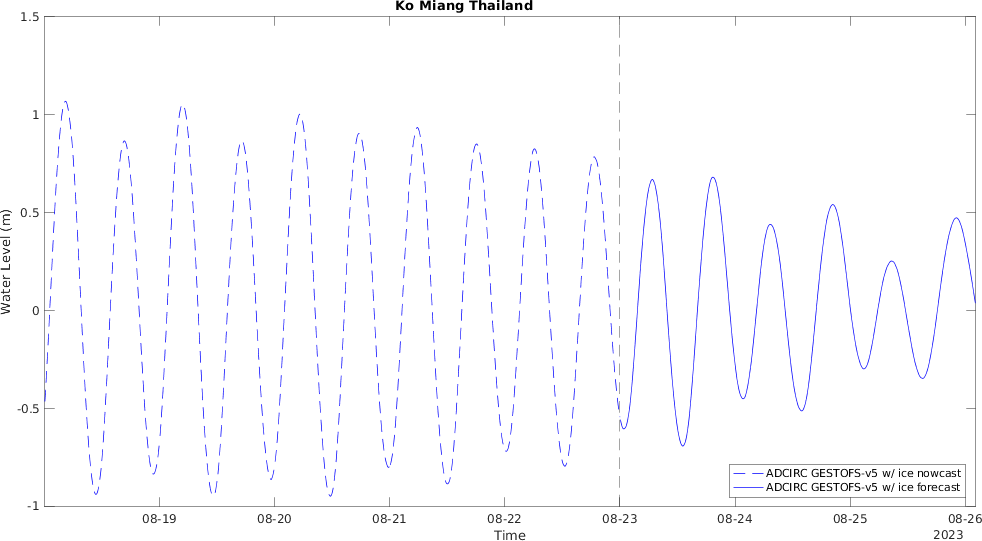 Ko Miang Thailand
1.5
1
0.5
0
-0.5
-1
Water Level (m)
08-19 08-20 08-21 08-22 08-23 08-24 08-25 08-26
2023
Time
ADCIRC GESTOFS-v5 w/ ice nowcast
ADCIRC GESTOFS-v5 w/ ice forecast